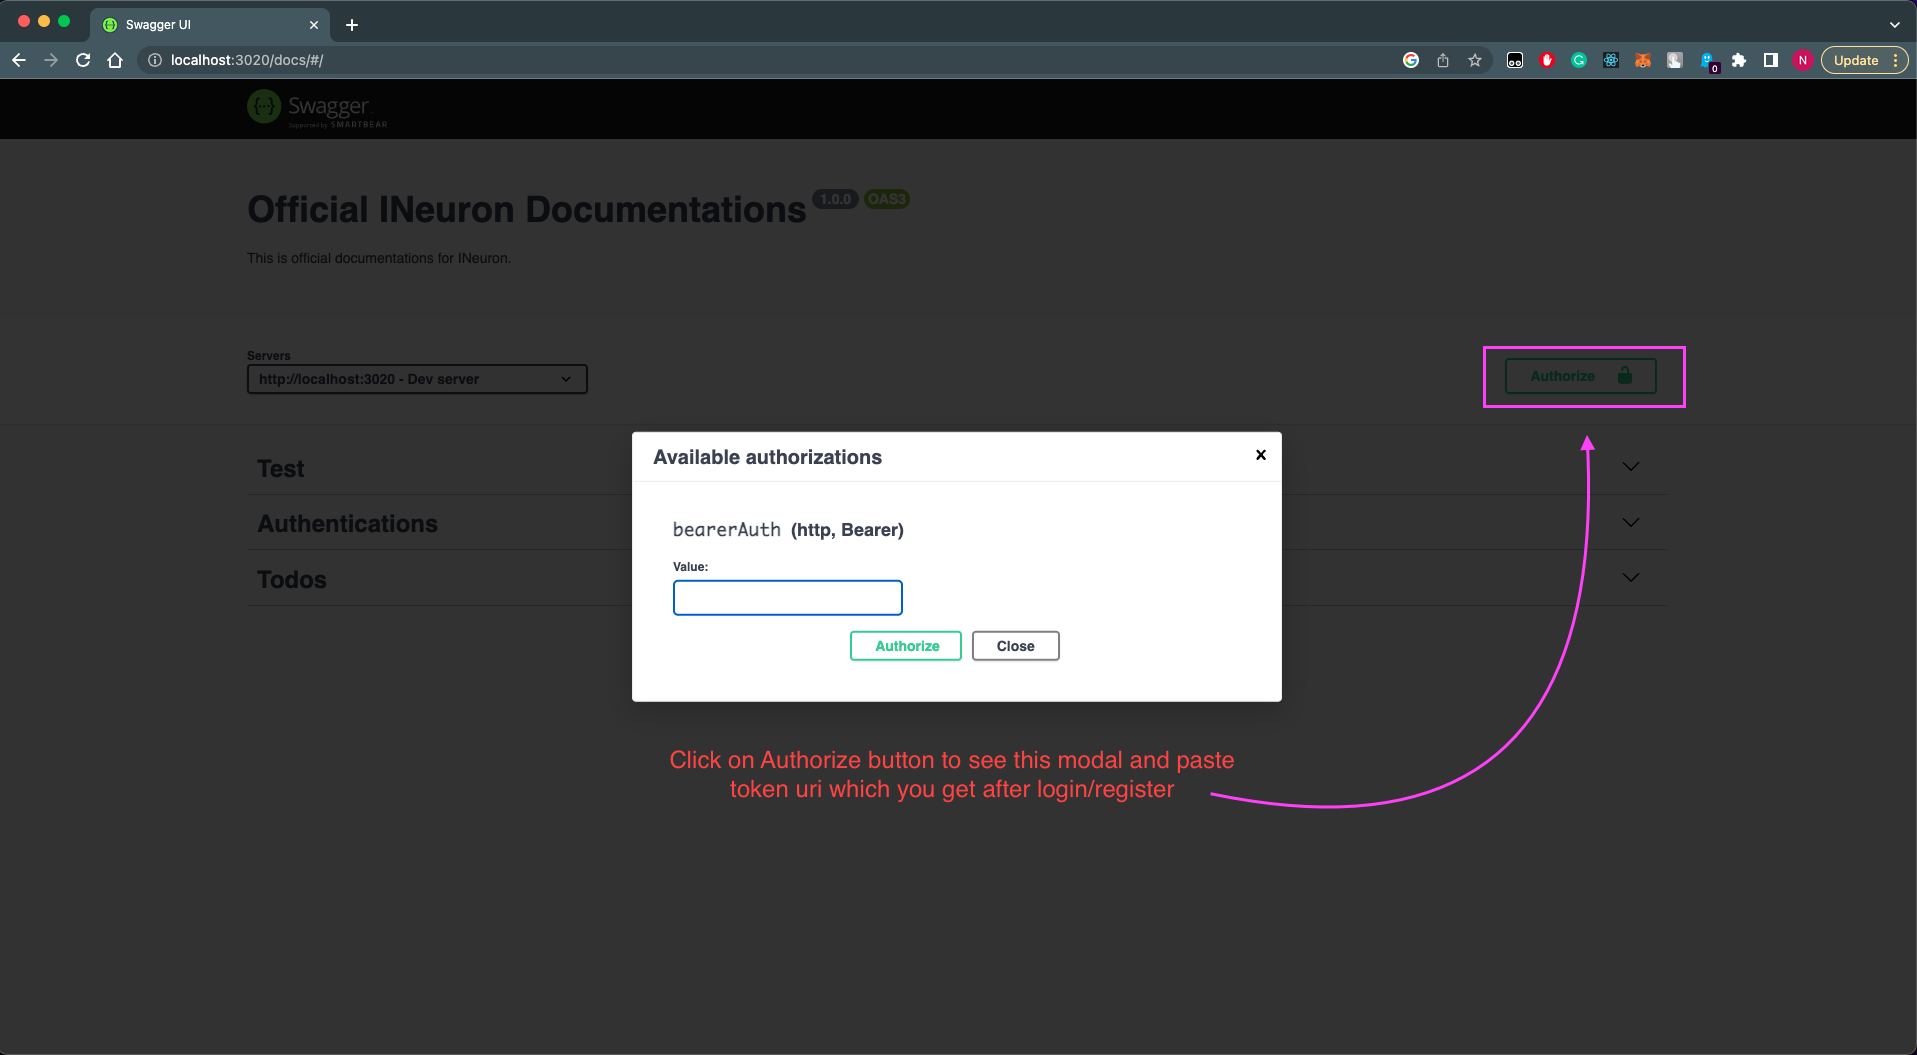 Swagger UI
localhost:3020/docs/#/
0
N
Update
Swagger
Supported by SMARTBEAR
Official INeuron Documentations 1.0.0 OAS3
This is official documentations for INeuron.
Servers
http://localhost:3020 - Dev server
Authorize
Available authorizations
Test
bearerAuth (http, Bearer)
Authentications
Value:
Todos
Authorize Close
Click on Authorize button to see this modal and paste
token uri which you get after login/register